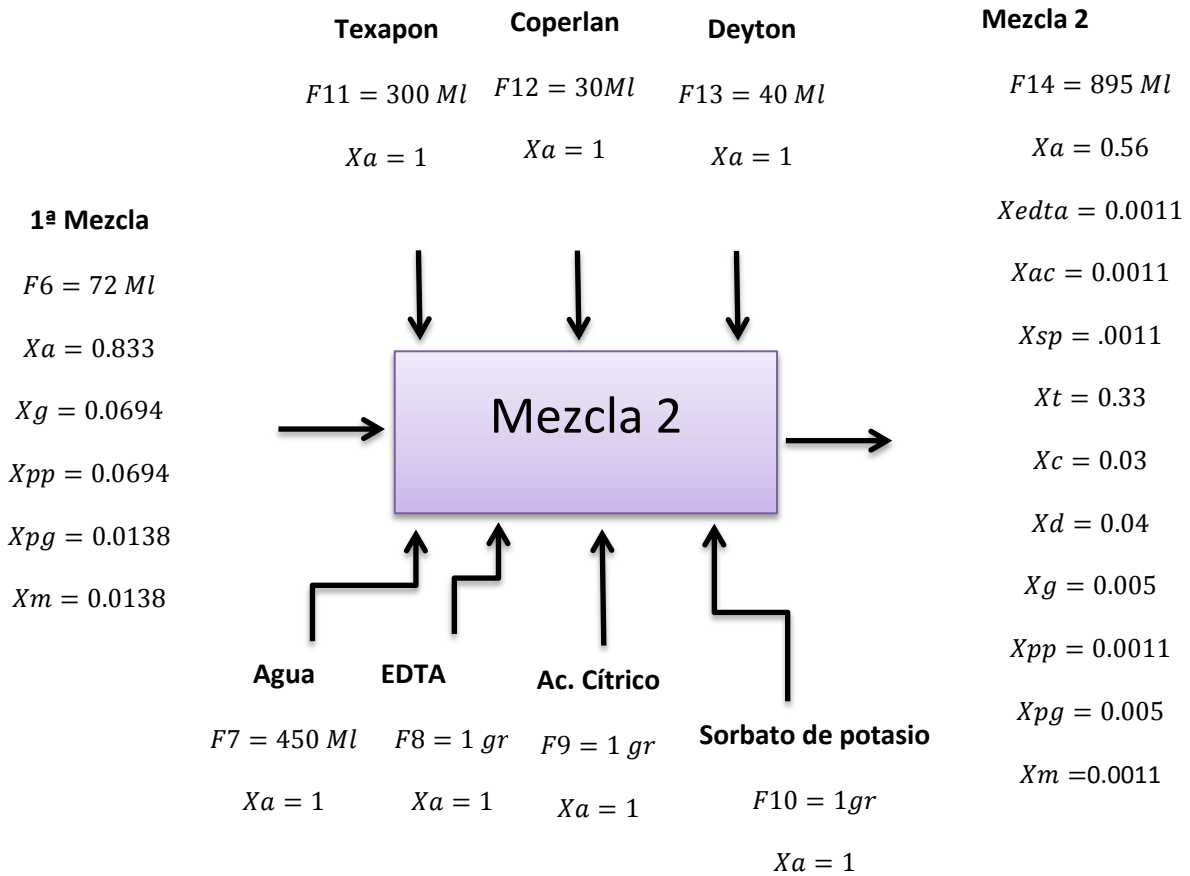 Texapon
F11 = 300 Ml
Xa = 1
Coperlan
F12 = 30Ml
Xa = 1
Deyton
F13 = 40 Ml
Xa = 1
Mezcla 2
F14 = 895 Ml
Xa = 0.56
Xedta = 0.0011
Xac = 0.0011
Xsp = .0011
Xt = 0.33
Xc = 0.03
Xd = 0.04
Xg = 0.005
Xpp = 0.0011
Xpg = 0.005
Xm =0.0011
1ª Mezcla
F6 = 72 Ml
Xa = 0.833
Xg = 0.0694
Xpp = 0.0694
Xpg = 0.0138
Xm = 0.0138
Mezcla 2
Agua
F7 = 450 Ml
Xa = 1
EDTA
F8 = 1 gr
Xa = 1
Ac. Cítrico
F9 = 1 gr
Xa = 1
Sorbato de potasio
F10 = 1gr
Xa = 1